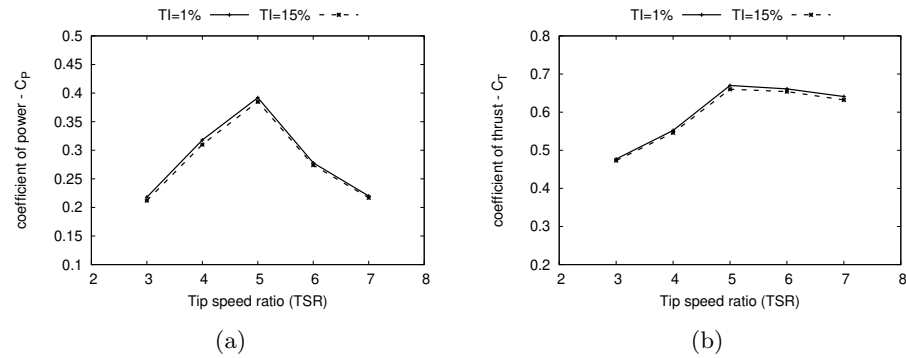 TI=1% TI=15%
coefficient of power - C_P
0.5
0.45
0.4
0.35
0.3
0.25
0.2
0.15
0.1
2 3 4 5 6 7 8
Tip speed ratio (TSR)
(a)
TI=1% TI=15%
coefficient of thrust - C_T
0.8
0.7
0.6
0.5
0.4
0.3
0.2
2 3 4 5 6 7 8
Tip speed ratio (TSR)
(b)